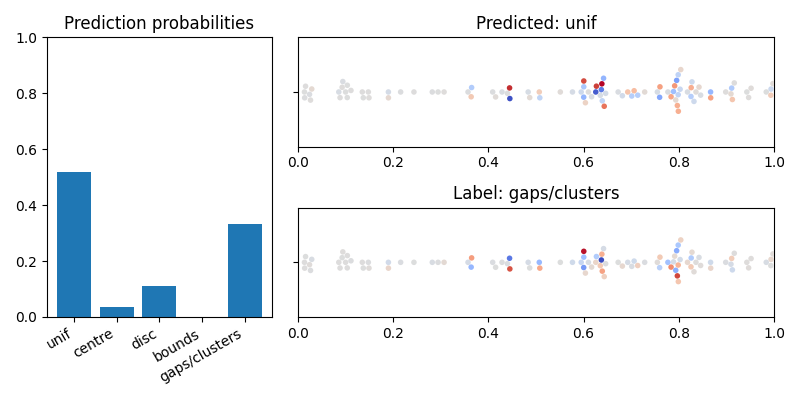 Prediction probabilities
1.0
0.8
0.6
0.4
0.2
0.0
unif
centre
disc
bounds
gaps/clusters
Predicted: unif
0.0 0.2 0.4 0.6 0.8 1.0
Label: gaps/clusters
0.0 0.2 0.4 0.6 0.8 1.0